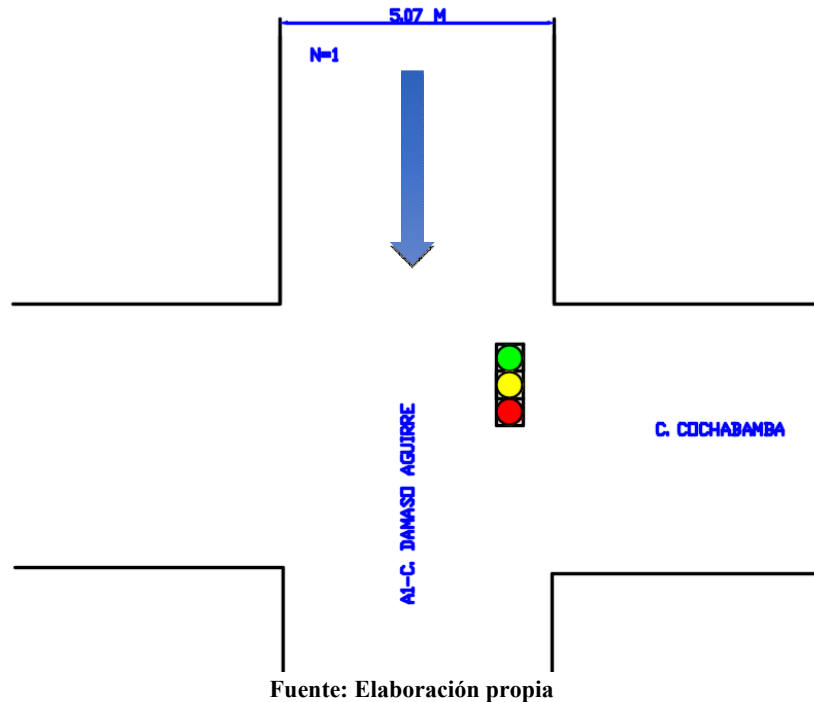 5.07 M
N=1
A1-C. DAMASO AGUIRRE
C. COCHABAMBA
Fuente: Elaboración propia